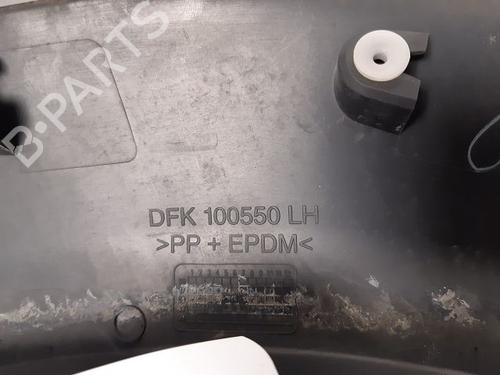 B-PARTS
DFK 100550 LH
>PP + EPDM<